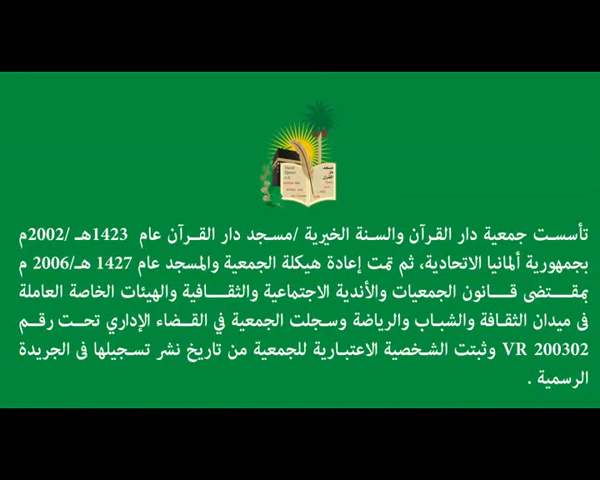 مسجد
دار
القرآن
تأسست جمعية دار القرآن والسنة الخيرية /مسجد دار القرآن عام 1423هـ /2002م
بجمهورية ألمانيا الاتحادية، ثم تمت إعادة هيكلة الجمعية والمسجد عام 1427 هـ/2006 م
بمقتضى قانون الجمعيات والأندية الاجتماعية والثقافية والهيئات الخاصة العاملة
فى ميدان الثقافة والشباب والرياضة وسجلت الجمعية في القضاء الإداري تحت رقم
VR 200302 وثبتت الشخصية الاعتبارية للجمعية من تاريخ نشر تسجيلها فى الجريدة
الرسمية .